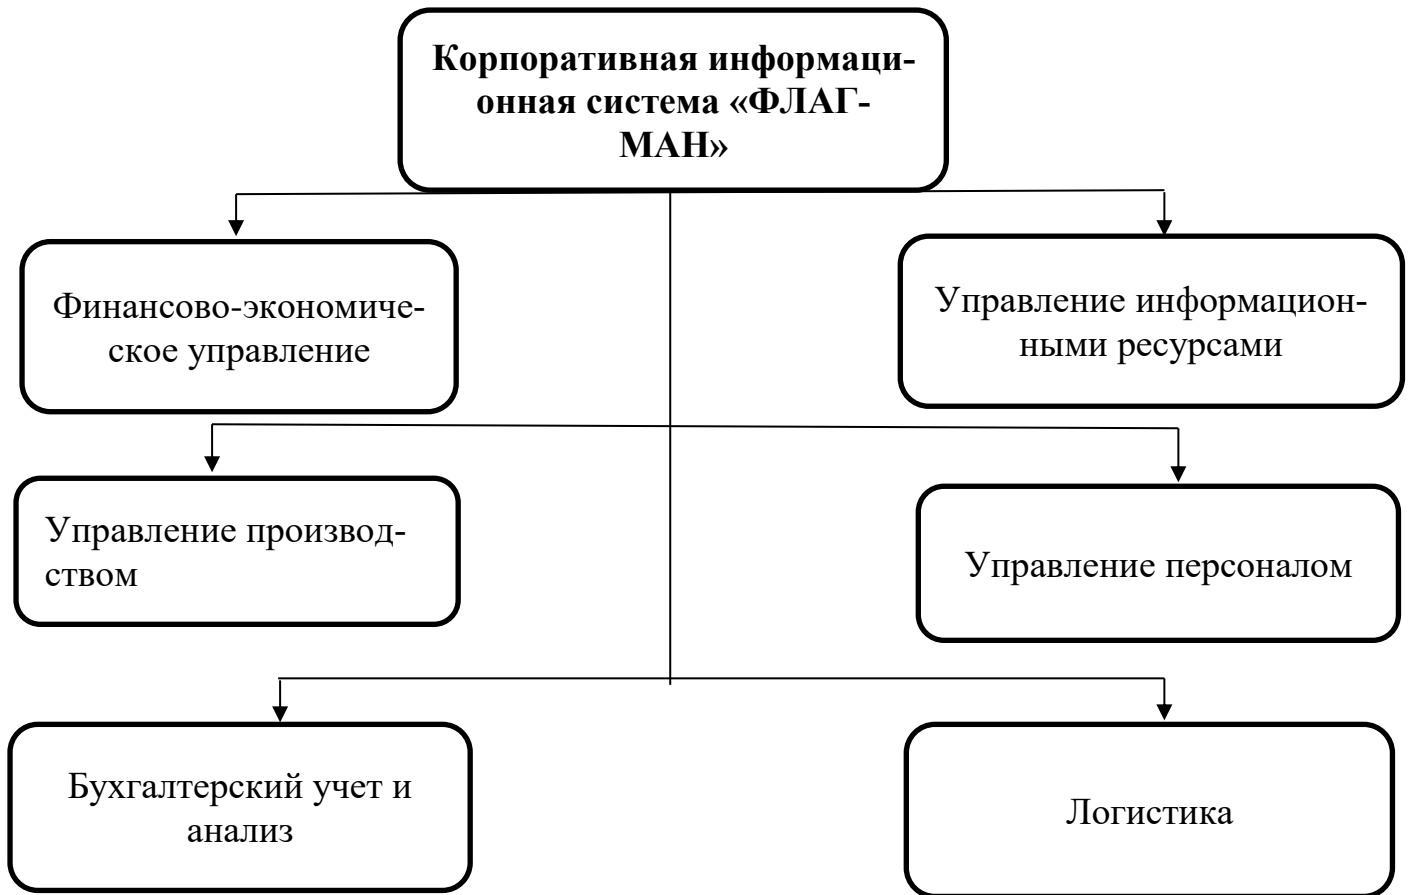 Корпоративная информаци-
онная система «ФЛАГ-
МАН»
Финансово-экономиче-
ское управление
Управление информацион-
ными ресурсами
Управление производ-
ством
Управление персоналом
Бухгалтерский учет и
анализ
Логистика